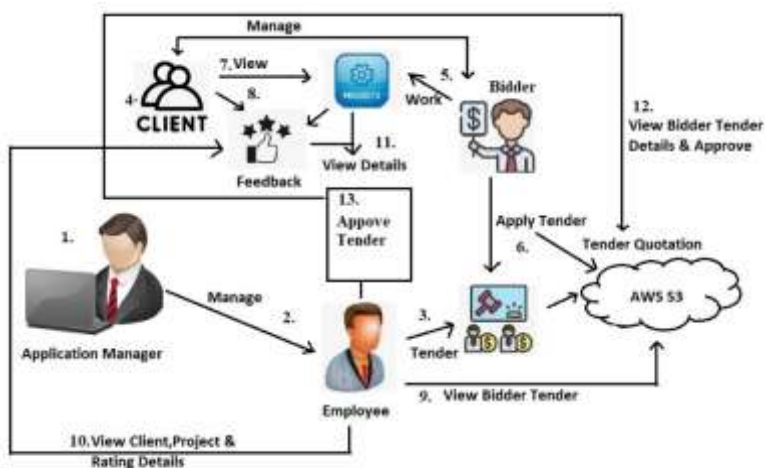 Manage
7.View
5.
Bidder
PROJECTS
Work
4-
8.
CLIENT
12.
View Bidder Tender
Details & Approve
11.
Feedback
View Details
13.
Appove
Tender
1.
Apply Tender
6.
Tender Quotation
AWS S3
Manage
2.
3.
Tender
Application Manager
9.
View Bidder Tender
Employee
10.View Client,Project &
Rating Details